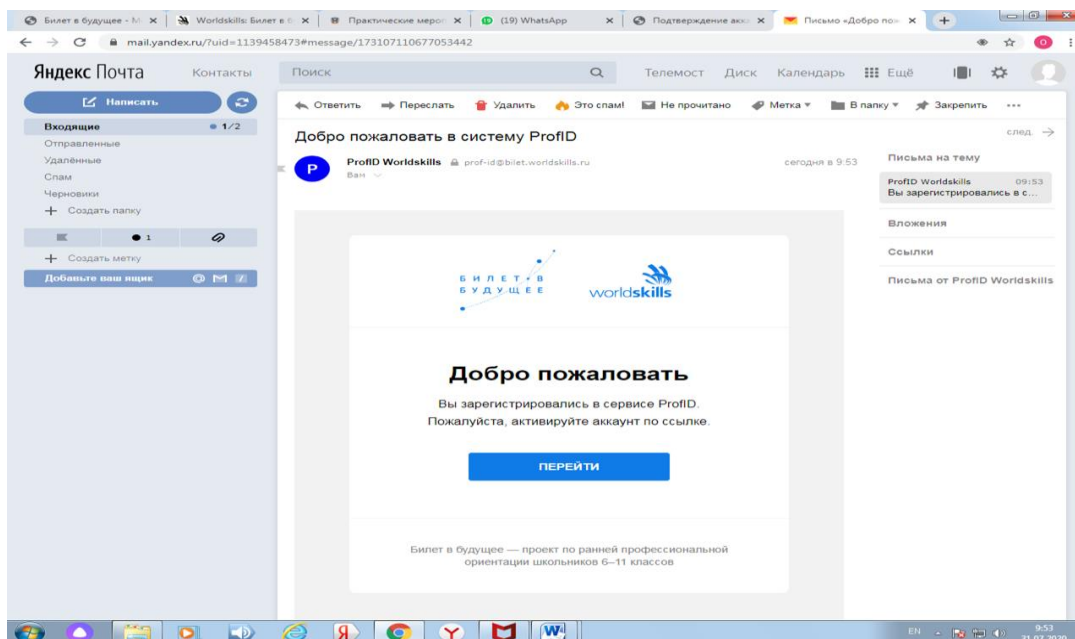 Билет в будущее - М
Worldskills: Билет в б
Практические мероп
(19) WhatsApp
Подтверждение акка
Письмо «Добро пож
mail.yandex.ru/?uid=1139458473#message/173107110677053442
Яндекс Почта
Контакты
Поиск
Телемост Диск Календарь Ещё
Написать
Ответить Переслать Удалить Это спам! Не прочитано Метка В папку Закрепить
Входящие 1/2
Отправленные
Удалённые
Спам
Черновики
Создать папку
1
Создать метку
Добавьте ваш ящик
Добро пожаловать в систему ProfID
след.
P
ProfID Worldskills prof-id@bilet.worldskills.ru сегодня в 9:53
Вам
Письма на тему
ProfID Worldskills 09:53
Вы зарегистрировались в с...
Вложения
Ссылки
Письма от ProfID Worldskills
БИЛЕТ В
БУДУЩЕЕ
worldskills
Добро пожаловать
Вы зарегистрировались в сервисе ProfID.
Пожалуйста, активируйте аккаунт по ссылке.
ПЕРЕЙТИ
Билет в будущее — проект по ранней профессиональной
ориентации школьников 6–11 классов
EN
9:53
31.07.2020